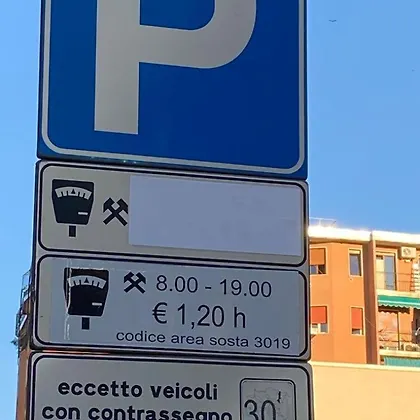 P
8.00 - 19.00
€ 1,20 h
codice area sosta 3019
eccetto veicoli
con contrassegno
30